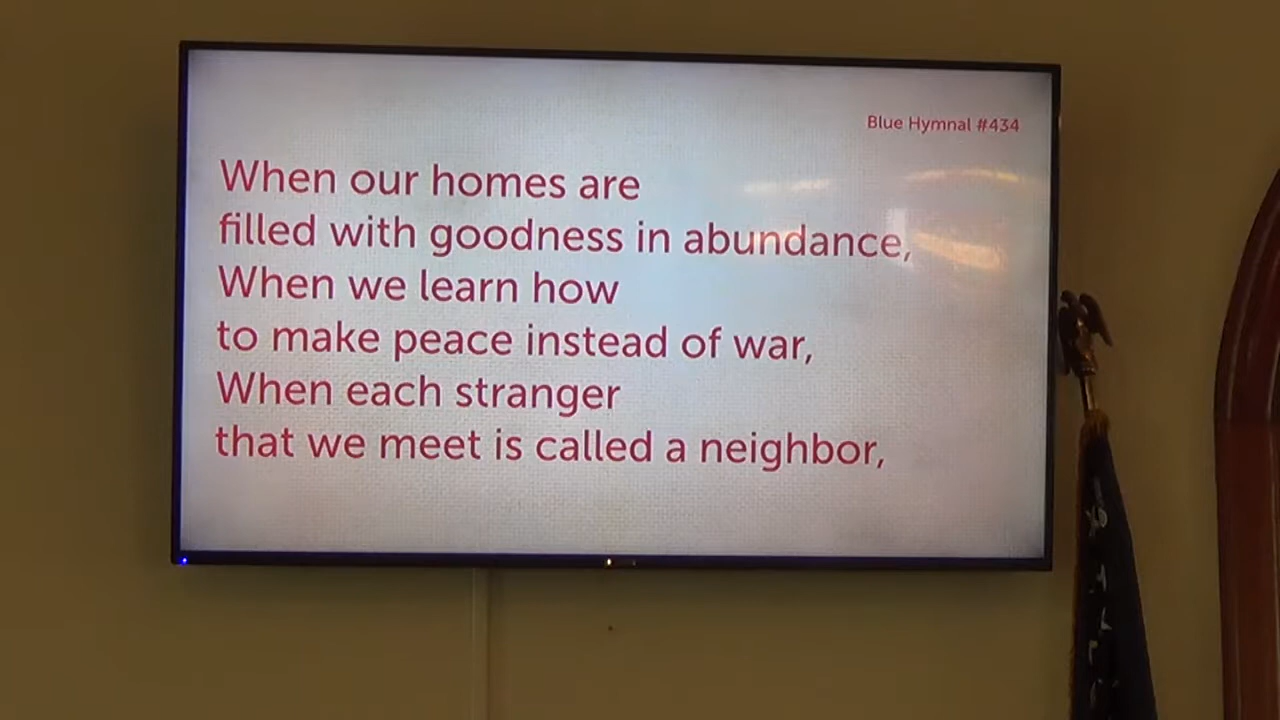 Blue Hymnal #434
When our homes are
filled with goodness in abundance,
When we learn how
to make peace instead of war,
When each stranger
that we meet is called a neighbor,